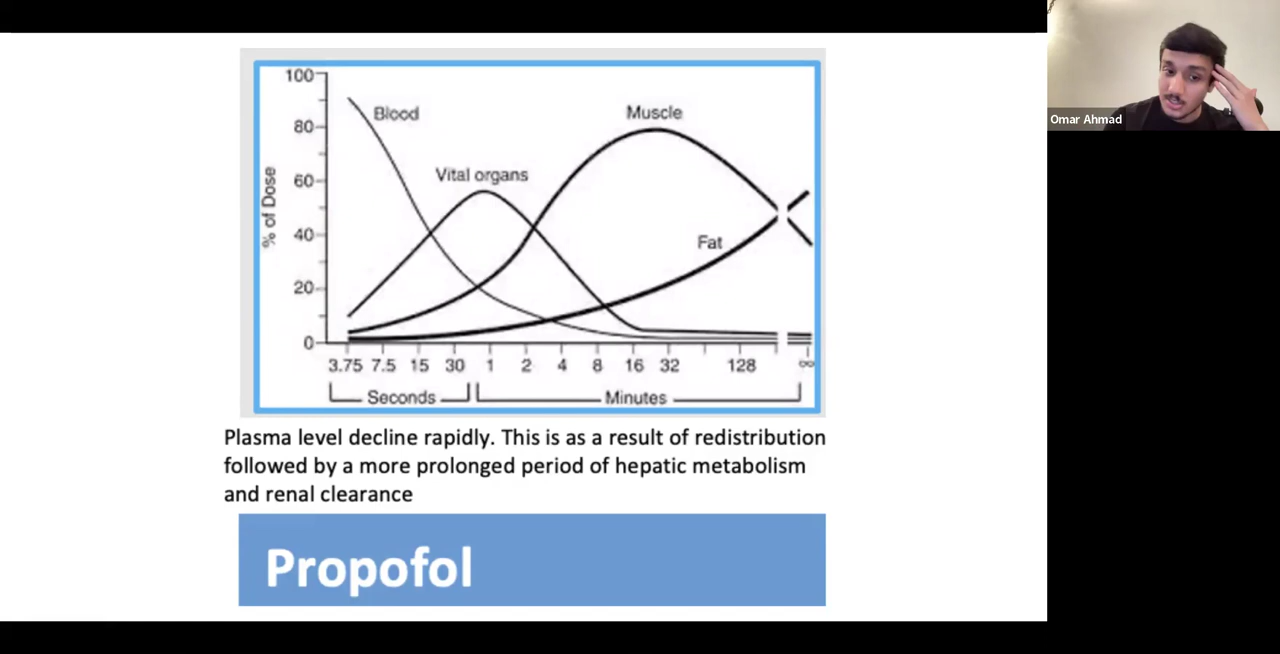 100
80
60
40
20
0
% of Dose
Blood
Vital organs
Muscle
Fat
3.75 7.5 15 30 1 2 4 8 16 32 128 ∞
Seconds Minutes
Plasma level decline rapidly. This is as a result of redistribution
followed by a more prolonged period of hepatic metabolism
and renal clearance
Propofol
Omar Ahmad